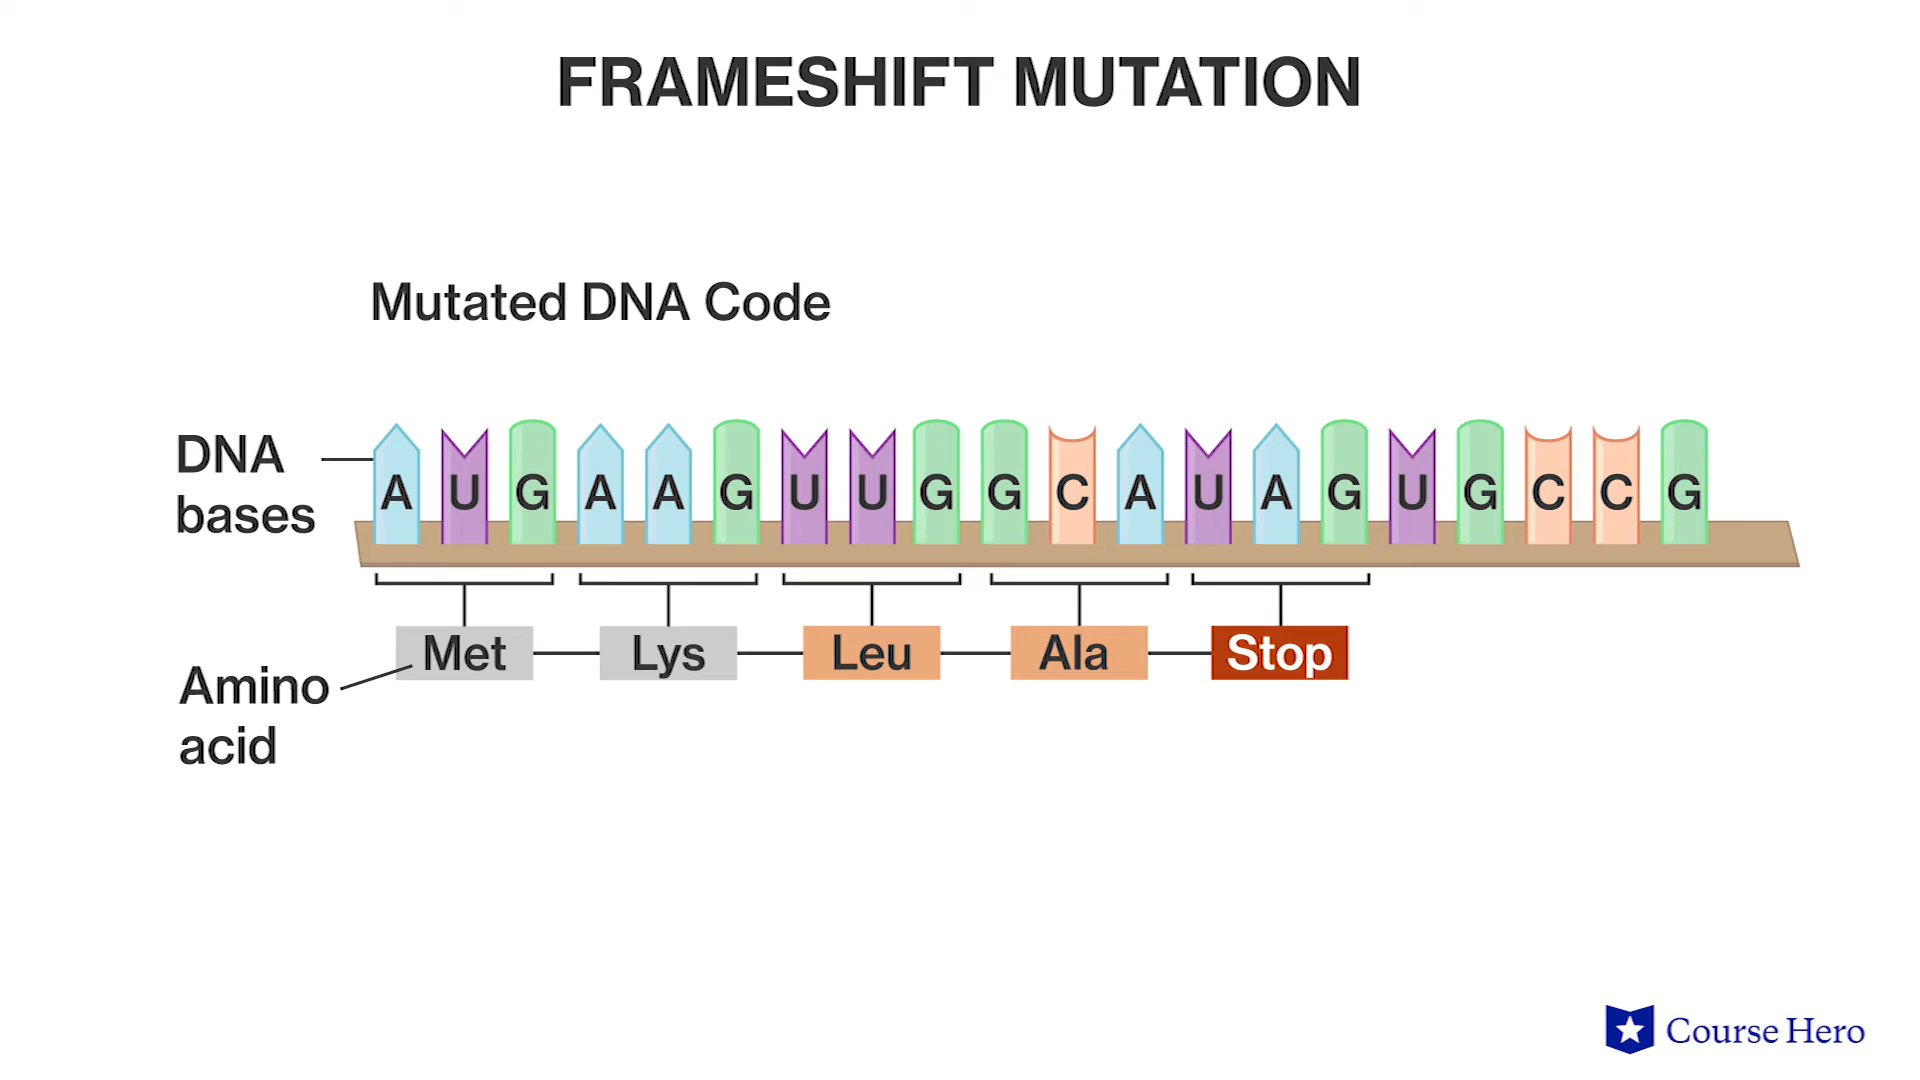 FRAMESHIFT MUTATION
Mutated DNA Code
DNA
bases
A U G A A G U U G G C A U A G U G C C G
Met Lys Leu Ala Stop
Amino
acid
Course Hero